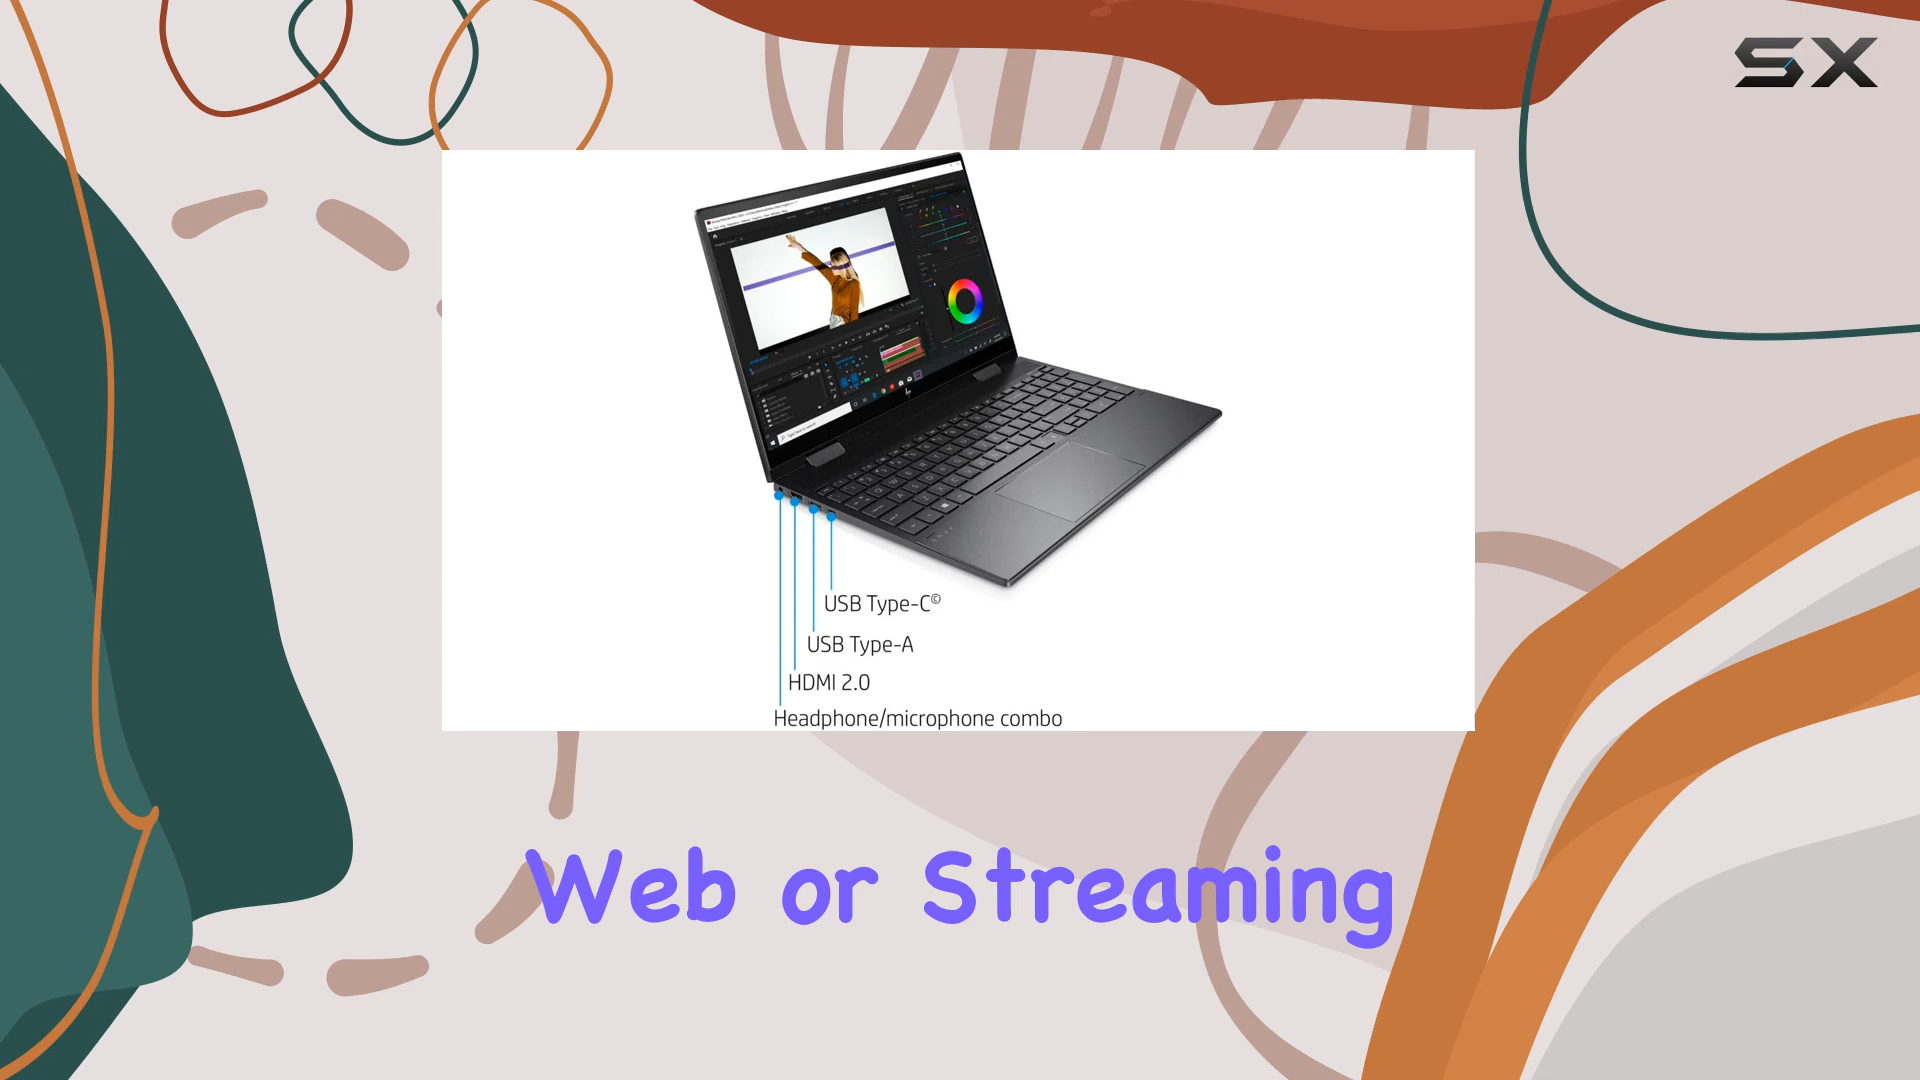 SX
USB Type-C©
USB Type-A
HDMI 2.0
Headphone/microphone combo
Web or Streaming